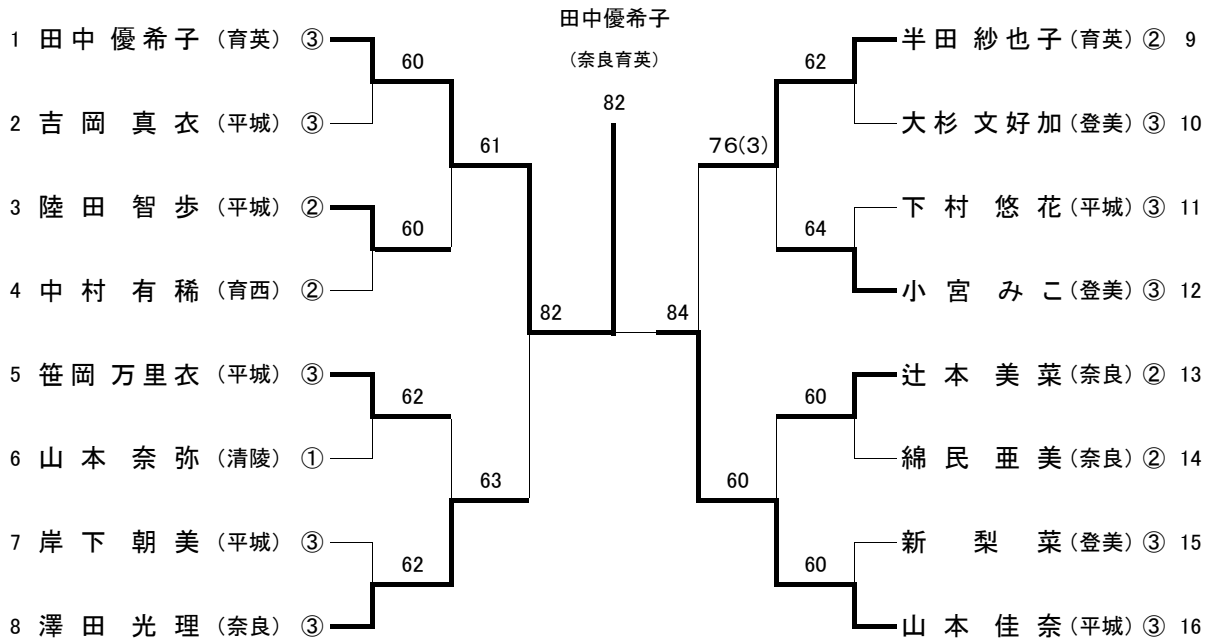 田中優希子
(奈良育英)
82
1 田中 優希子 (育英) ③
60
2 吉岡 真衣 (平城) ③
61
3 陸田 智歩 (平城) ②
60
4 中村 有稀 (育西) ②
82
5 笹岡 万里衣 (平城) ③
62
6 山本 奈弥 (清陵) ①
63
7 岸下 朝美 (平城) ③
62
8 澤田 光理 (奈良) ③
半田 紗也子 (育英) ② 9
62
大杉 文好加 (登美) ③ 10
76(3)
下村 悠花 (平城) ③ 11
64
小宮 みこ (登美) ③ 12
84
辻本 美菜 (奈良) ② 13
60
綿民 亜美 (奈良) ② 14
60
新 梨菜 (登美) ③ 15
60
山本 佳奈 (平城) ③ 16